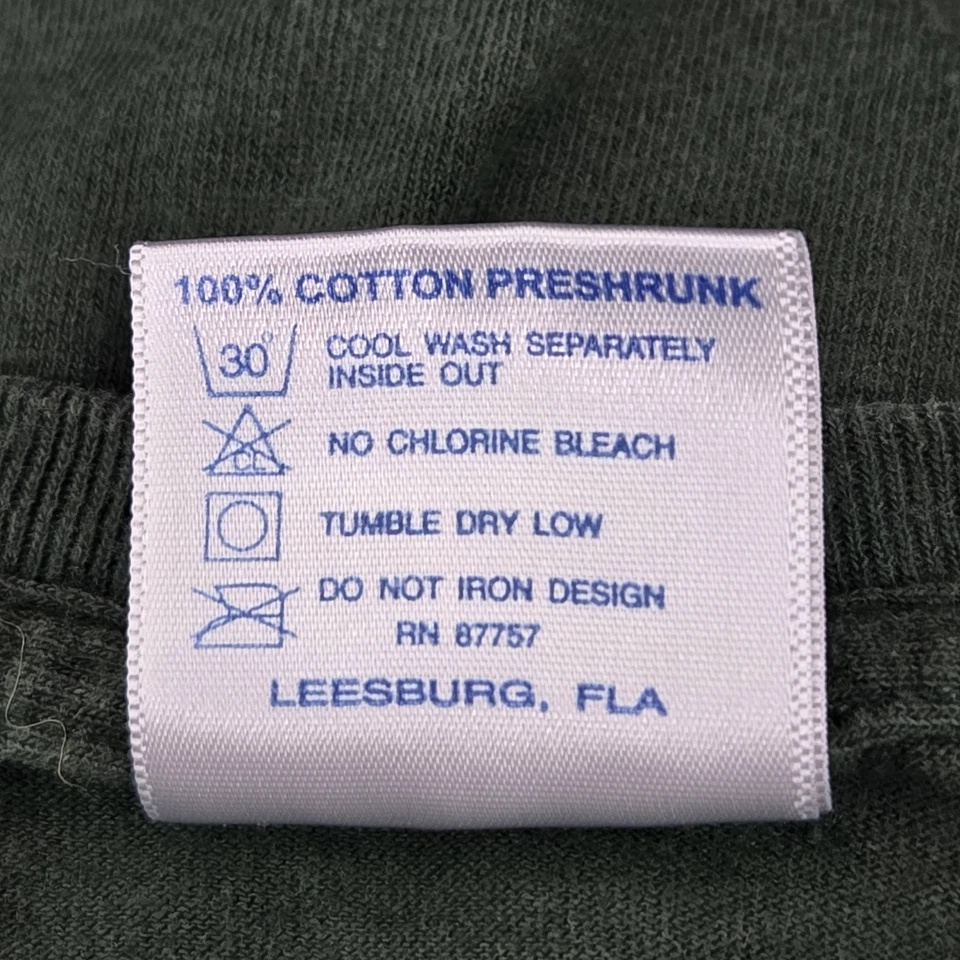 100% COTTON PRESHRUNK
30° COOL WASH SEPARATELY
INSIDE OUT
CL NO CHLORINE BLEACH
TUMBLE DRY LOW
DO NOT IRON DESIGN
RN 87757
LEESBURG, FLA